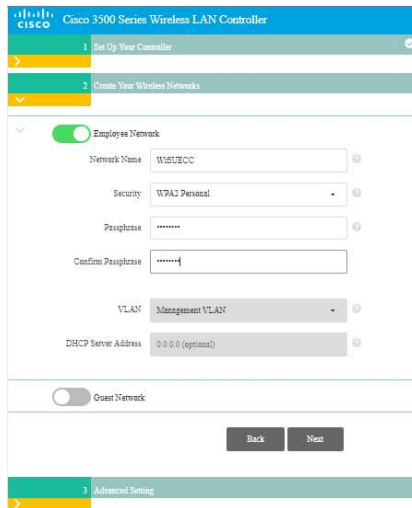 CISCO Cisco 3500 Series Wireless LAN Controller
1 Set Up Your Controller
2 Create Your Wireless Networks
Employee Network
Network Name WifiUECC
Security WPA2 Personal
Passphrase ••••••••
Confirm Passphrase ••••••••
VLAN Management VLAN
DHCP Server Address 0.0.0.0 (optional)
Guest Network
Back Next
3 Advanced Setting